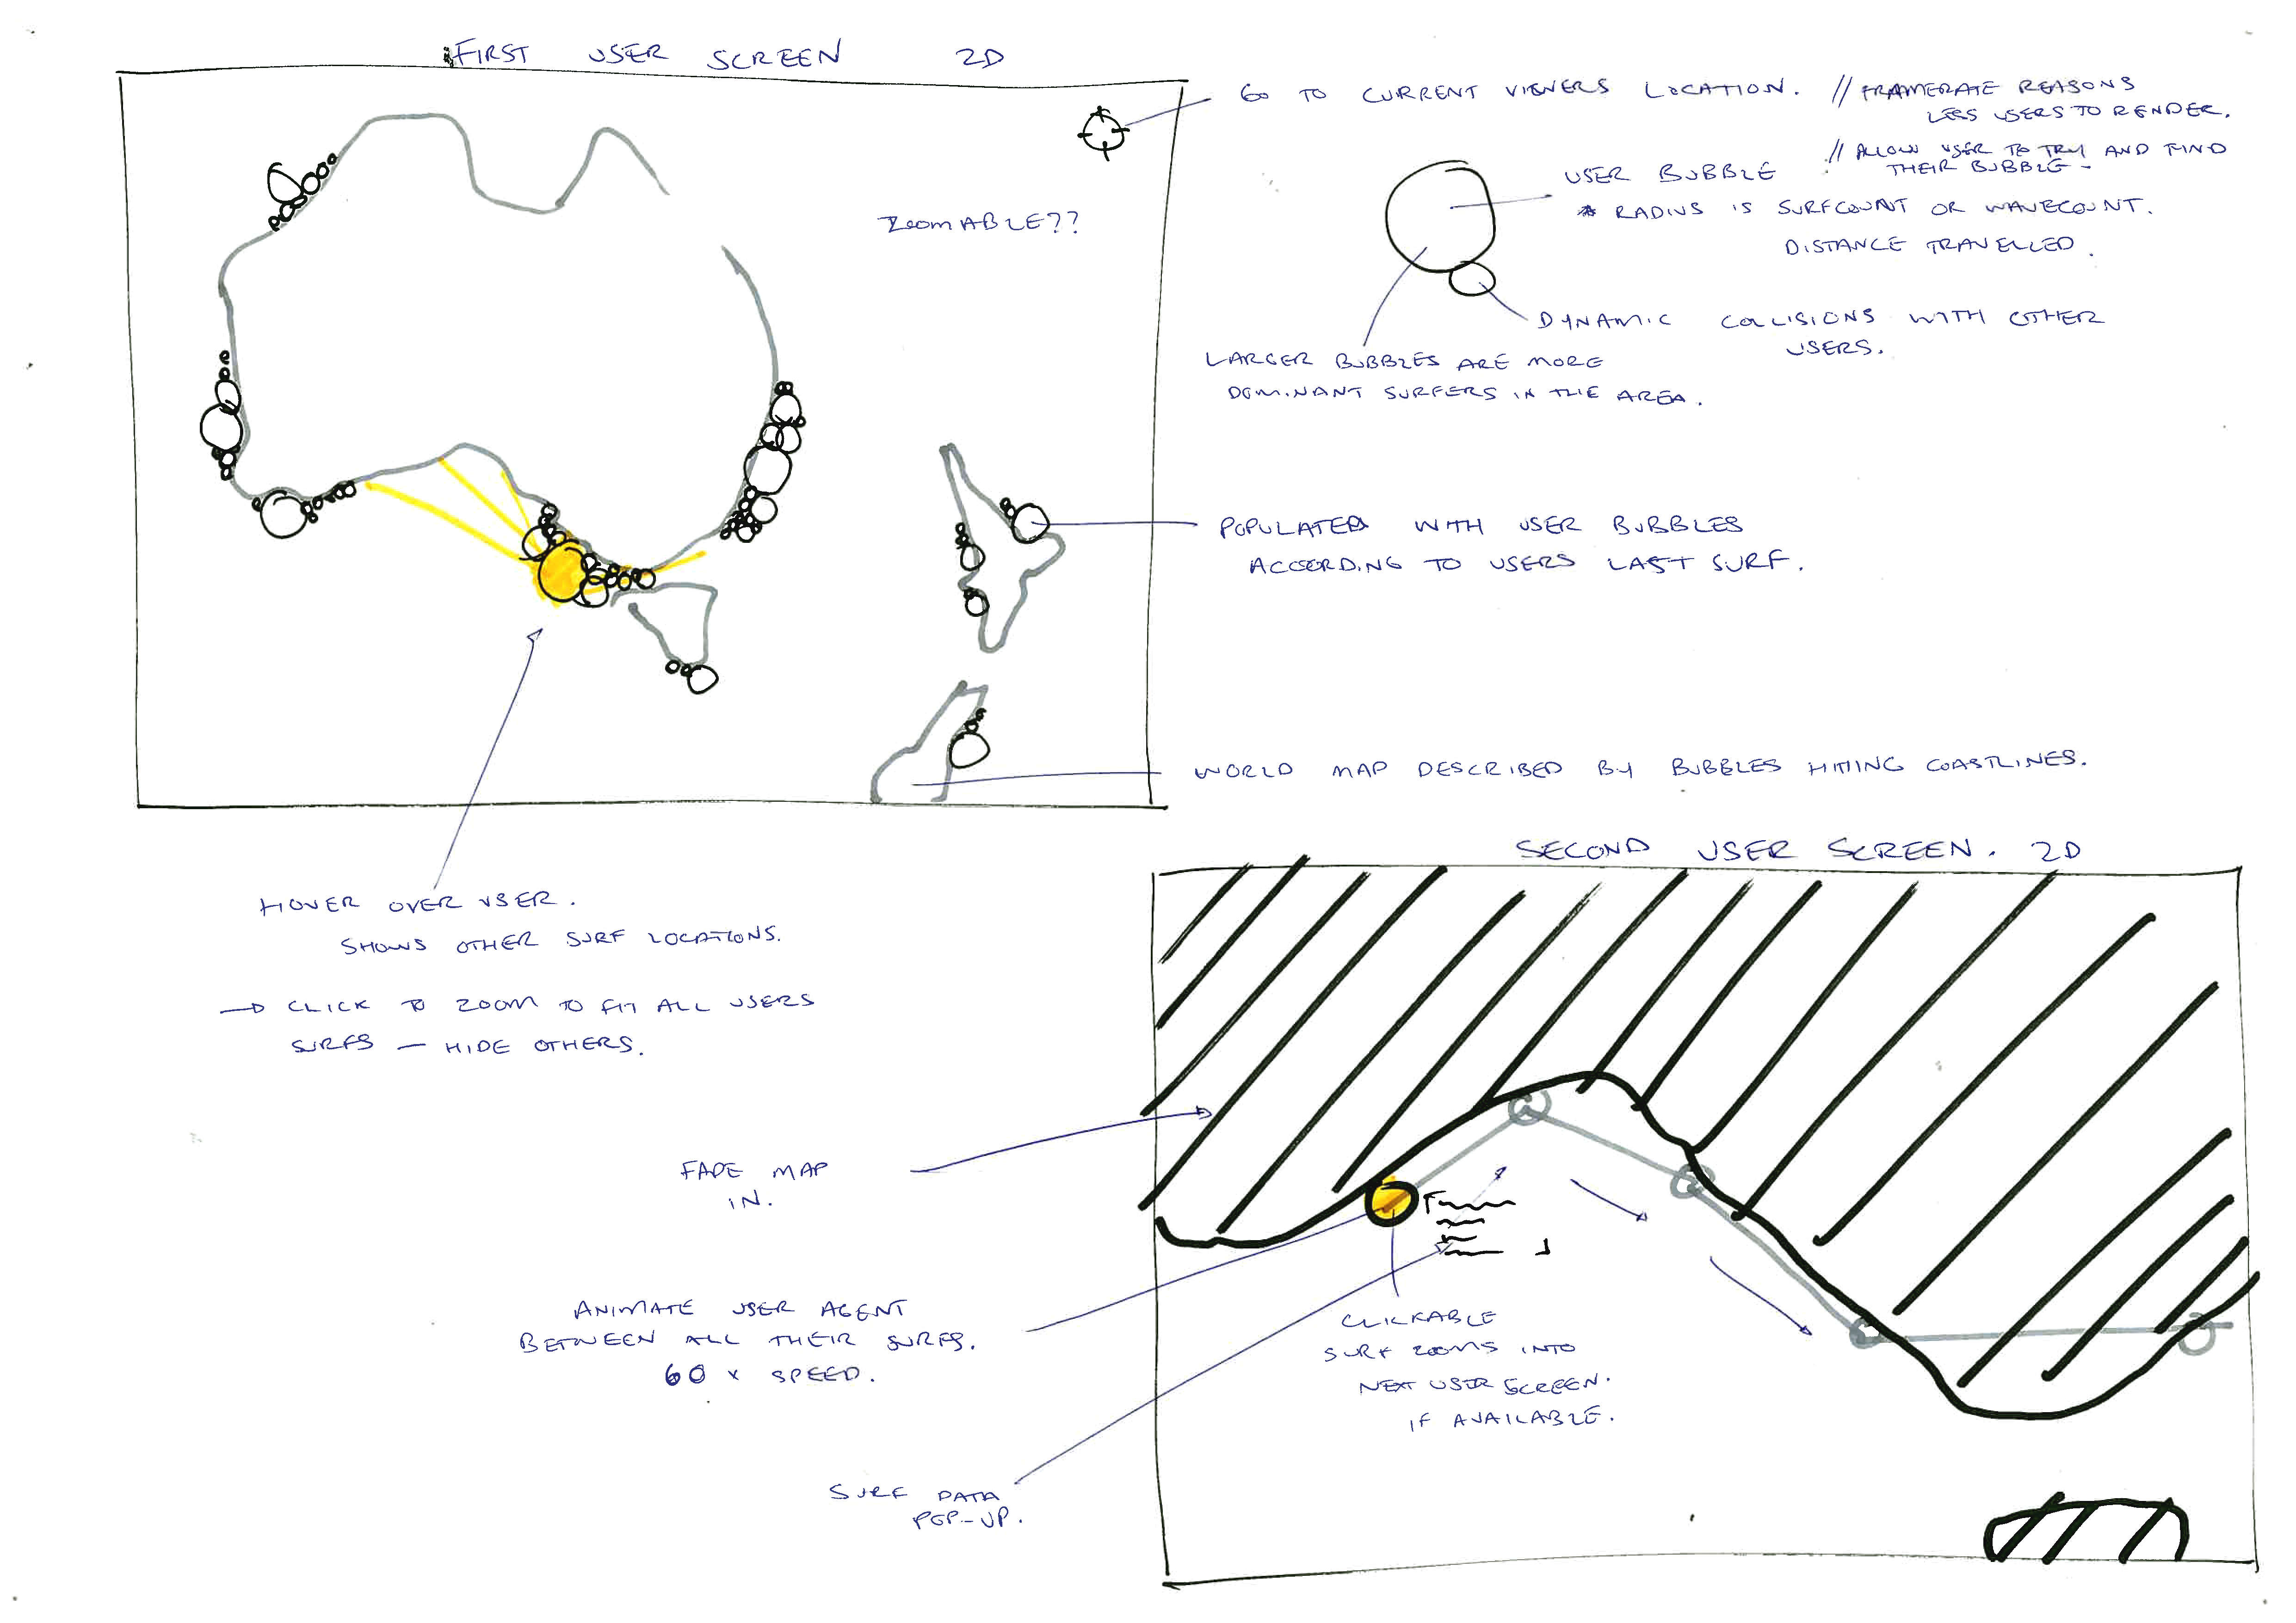 FIRST USER SCREEN 2D
GO TO CURRENT VIEWERS LOCATION. // FRAMERATE REASONS
LESS USERS TO RENDER.
// ALLOW USER TO TRY AND FIND
THEIR BUBBLE -
USER BUBBLE
* RADIUS IS SURFCOUNT OR WAVECOUNT.
DISTANCE TRAVELLED.
ZOOMABLE??
DYNAMIC COLLISIONS WITH OTHER
USERS.
LARGER BUBBLES ARE MORE
DOMINANT SURFERS IN THE AREA.
POPULATED WITH USER BUBBLES
ACCORDING TO USERS LAST SURF.
WORLD MAP DESCRIBED BY BUBBLES HITTING COASTLINES.
HOVER OVER USER.
SHOWS OTHER SURF LOCATIONS.
→ CLICK TO ZOOM TO FIT ALL USERS
SURFS — HIDE OTHERS.
SECOND USER SCREEN. 2D
FADE MAP
IN.
ANIMATE USER AGENT
BETWEEN ALL THEIR SURFS.
60 x SPEED.
CLICKABLE
SURF ZOOMS INTO
NEXT USER SCREEN.
IF AVAILABLE.
SURF DATA
POP-UP.